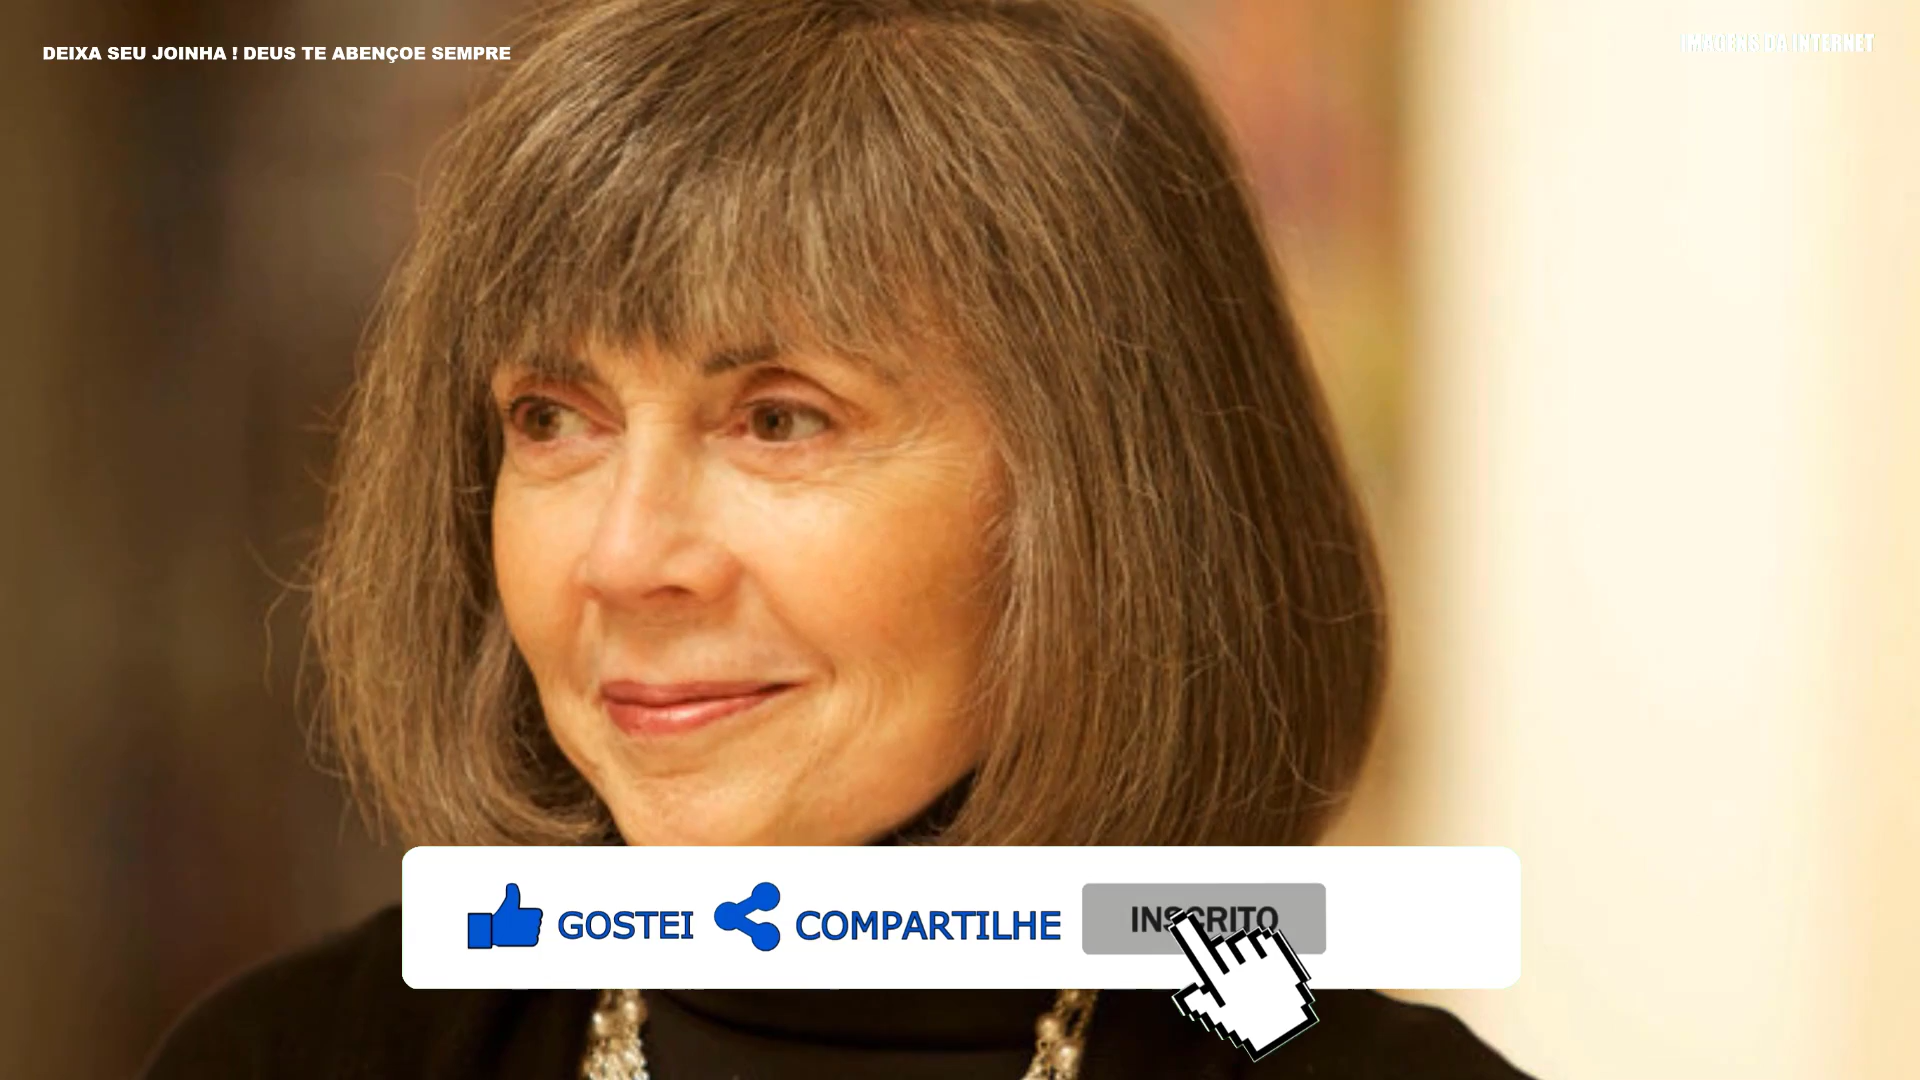 DEIXA SEU JOINHA ! DEUS TE ABENÇOE SEMPRE
IMAGENS DA INTERNET
GOSTEI
COMPARTILHE
INSCRITO